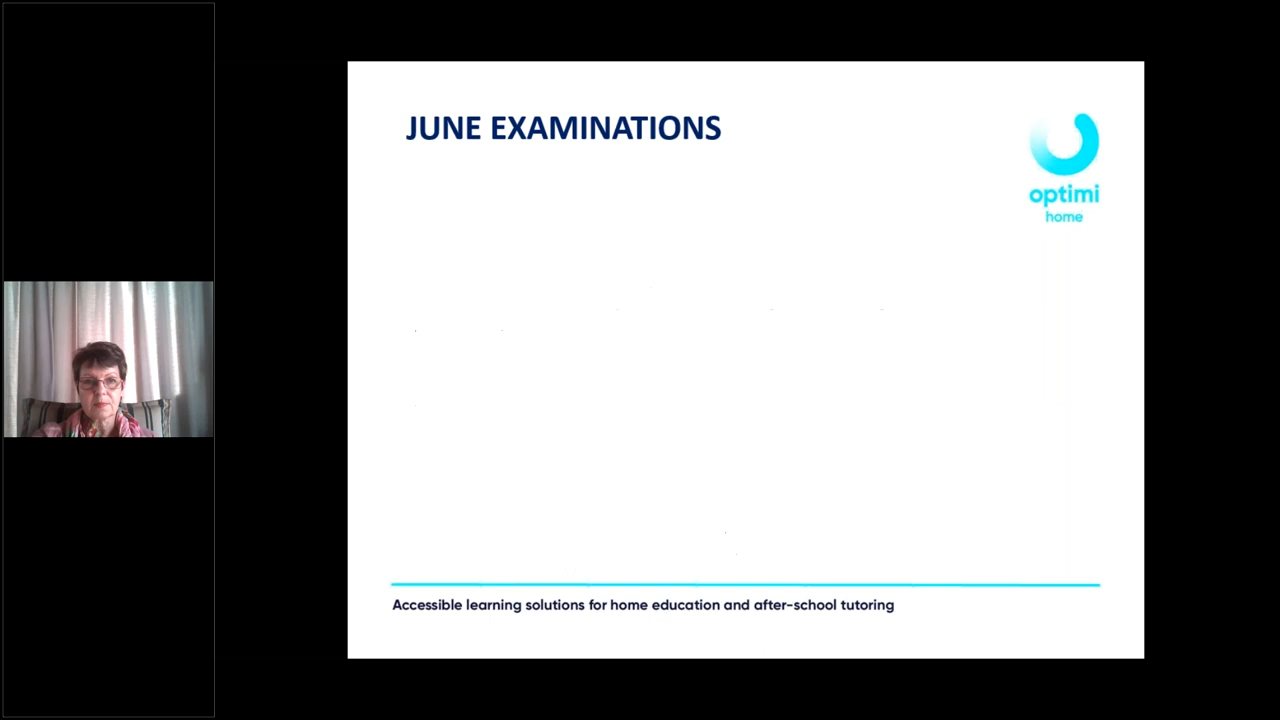 JUNE EXAMINATIONS
optimi
home
Accessible learning solutions for home education and after-school tutoring